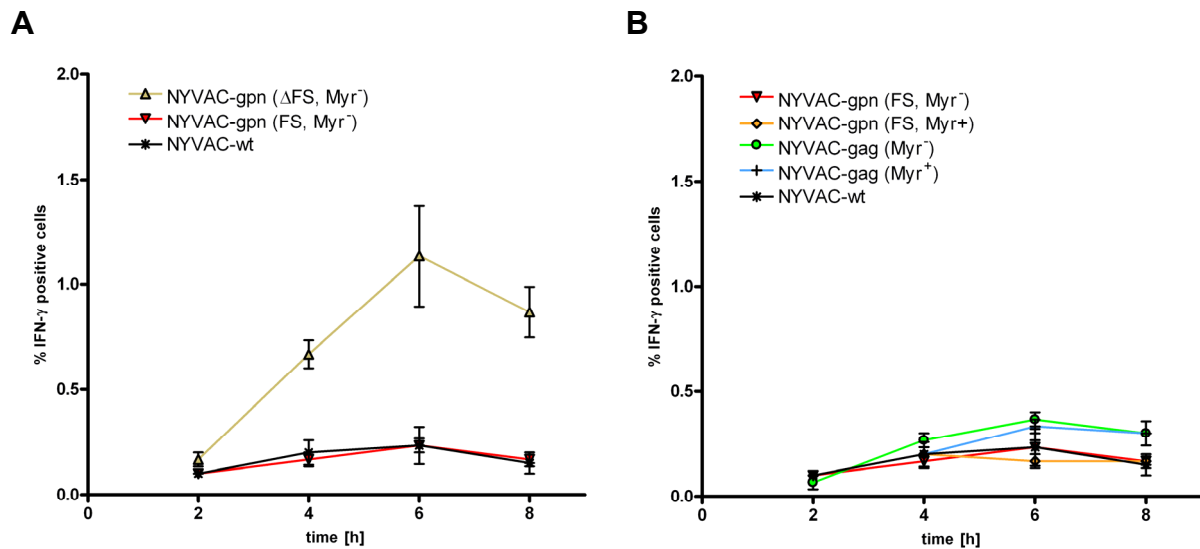 A
2.0
1.5
1.0
0.5
0.0
% IFN-γ positive cells
NYVAC-gpn (ΔFS, Myr⁻)
NYVAC-gpn (FS, Myr⁻)
NYVAC-wt
0 2 4 6 8
time [h]
B
2.0
1.5
1.0
0.5
0.0
% IFN-γ positive cells
NYVAC-gpn (FS, Myr⁻)
NYVAC-gpn (FS, Myr+)
NYVAC-gag (Myr⁻)
NYVAC-gag (Myr⁺)
NYVAC-wt
0 2 4 6 8
time [h]